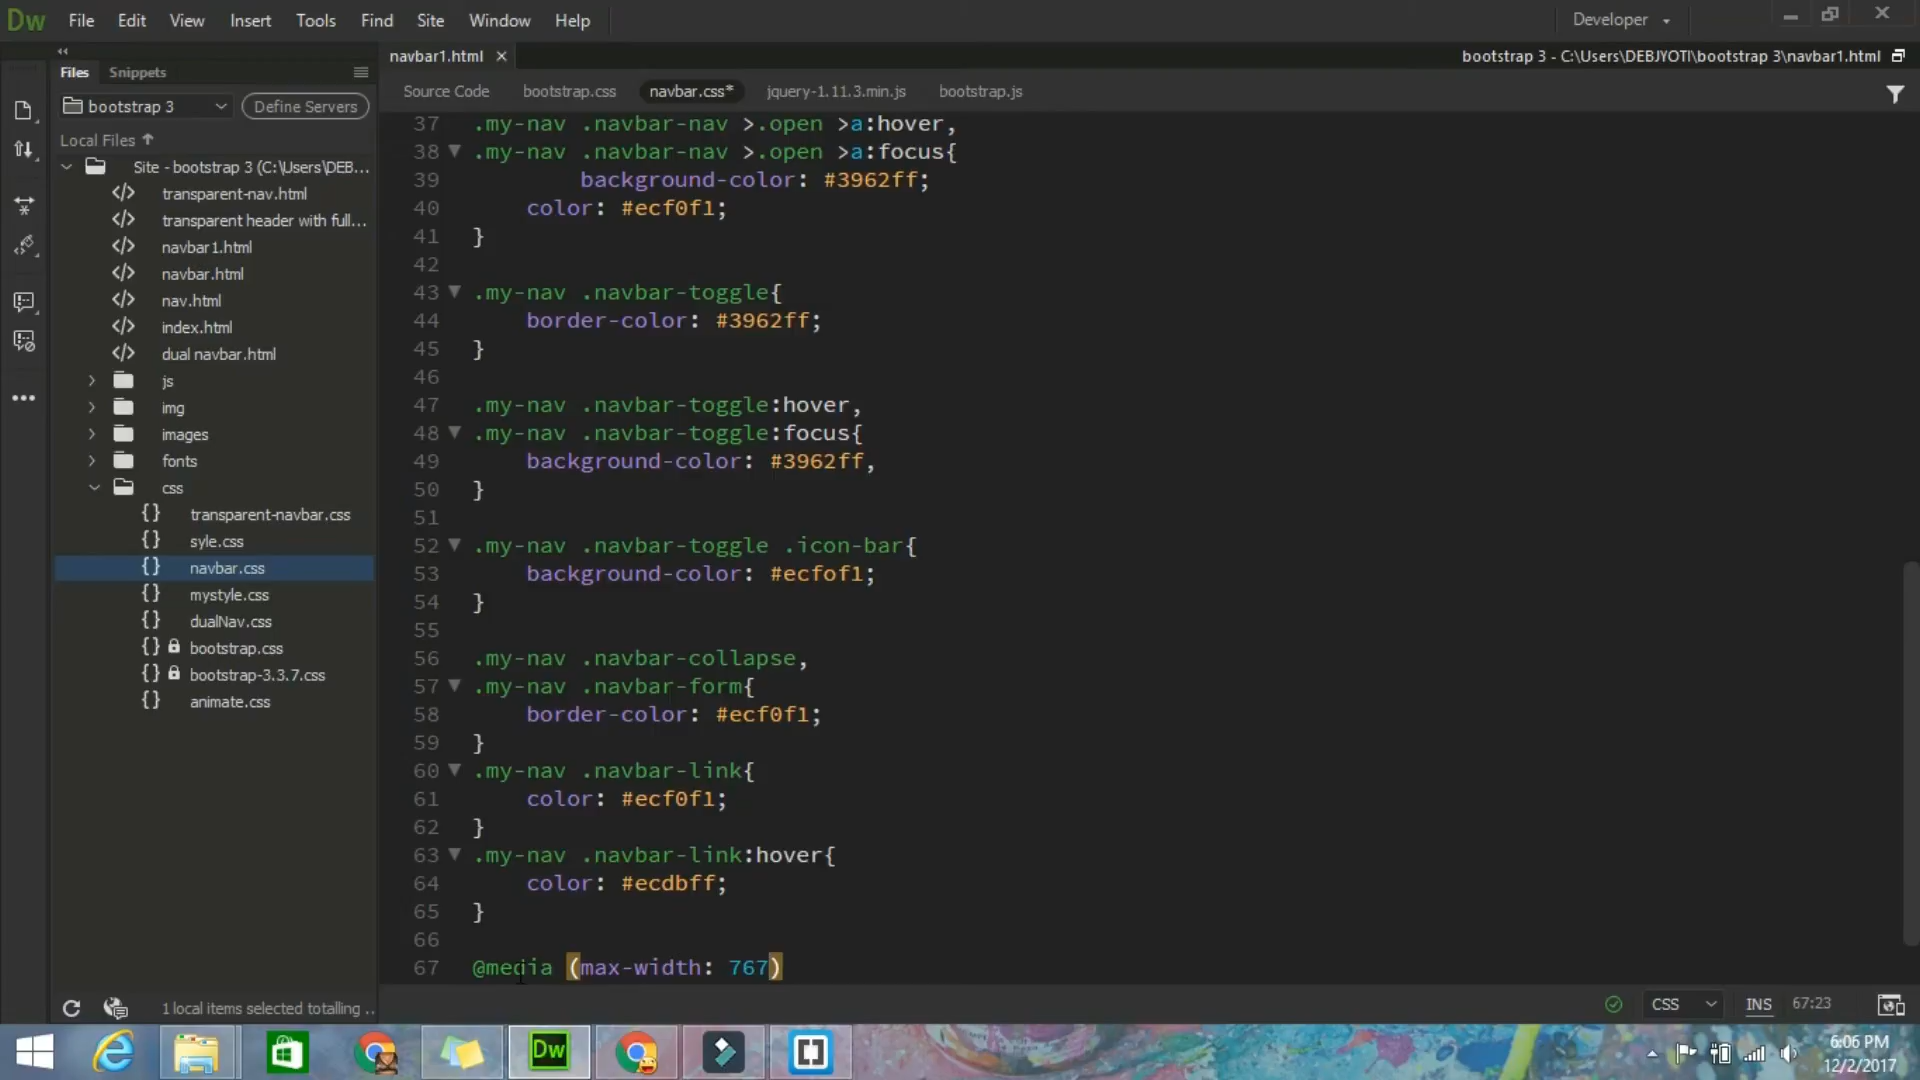 Dw File Edit View Insert Tools Find Site Window Help Developer
Files Snippets
navbar1.html
bootstrap 3 - C:\Users\DEBJYOTI\bootstrap 3\navbar1.html
bootstrap 3 Define Servers
Source Code bootstrap.css navbar.css* jquery-1.11.3.min.js bootstrap.js
Local Files
Site - bootstrap 3 (C:\Users\DEB...
transparent-nav.html
transparent header with full...
navbar1.html
navbar.html
nav.html
index.html
dual navbar.html
js
img
images
fonts
css
transparent-navbar.css
syle.css
navbar.css
mystyle.css
dualNav.css
bootstrap.css
bootstrap-3.3.7.css
animate.css
1 local items selected totalling ..
37 .my-nav .navbar-nav >.open >a:hover,
38 .my-nav .navbar-nav >.open >a:focus{
39 background-color: #3962ff;
40 color: #ecf0f1;
41 }
42
43 .my-nav .navbar-toggle{
44 border-color: #3962ff;
45 }
46
47 .my-nav .navbar-toggle:hover,
48 .my-nav .navbar-toggle:focus{
49 background-color: #3962ff,
50 }
51
52 .my-nav .navbar-toggle .icon-bar{
53 background-color: #ecfof1;
54 }
55
56 .my-nav .navbar-collapse,
57 .my-nav .navbar-form{
58 border-color: #ecf0f1;
59 }
60 .my-nav .navbar-link{
61 color: #ecf0f1;
62 }
63 .my-nav .navbar-link:hover{
64 color: #ecdbff;
65 }
66
67 @media (max-width: 767)
CSS INS 67:23
Dw
6:06 PM
12/2/2017